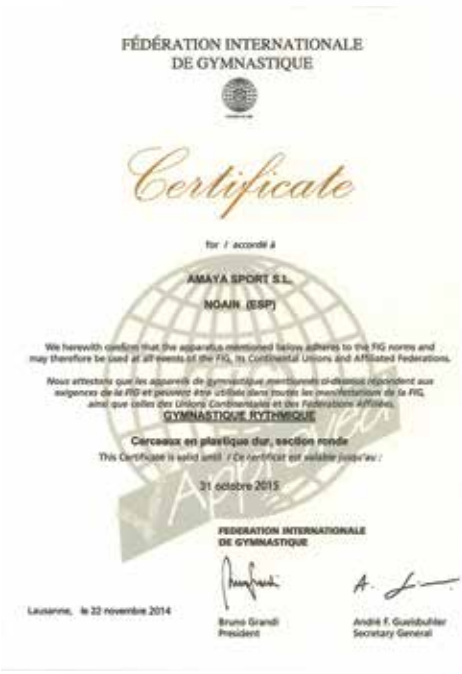 FÉDÉRATION INTERNATIONALE
DE GYMNASTIQUE
Certificate
for / accordé à
AMAYA SPORT S.L.
NOAIN (ESP)
We herewith confirm that the apparatus mentioned below adheres to the FIG norms and
may therefore be used at all events of the FIG, its Continental Unions and Affiliated Federations.
Nous attestons que les appareils de gymnastique mentionnés ci-dessous répondent aux
exigences de la FIG et peuvent être utilisés dans toutes les manifestations de la FIG,
ainsi que celles des Unions Continentales et des Fédérations Affiliées.
GYMNASTIQUE RYTHMIQUE
Cerceaux en plastique dur, section ronde
This Certificate is valid until / Ce certificat est valable jusqu'au :
31 octobre 2015
FEDERATION INTERNATIONALE
DE GYMNASTIQUE
Lausanne, le 22 novembre 2014
Bruno Grandi
President
André F. Gueisbuhler
Secretary General
FIG
Approved